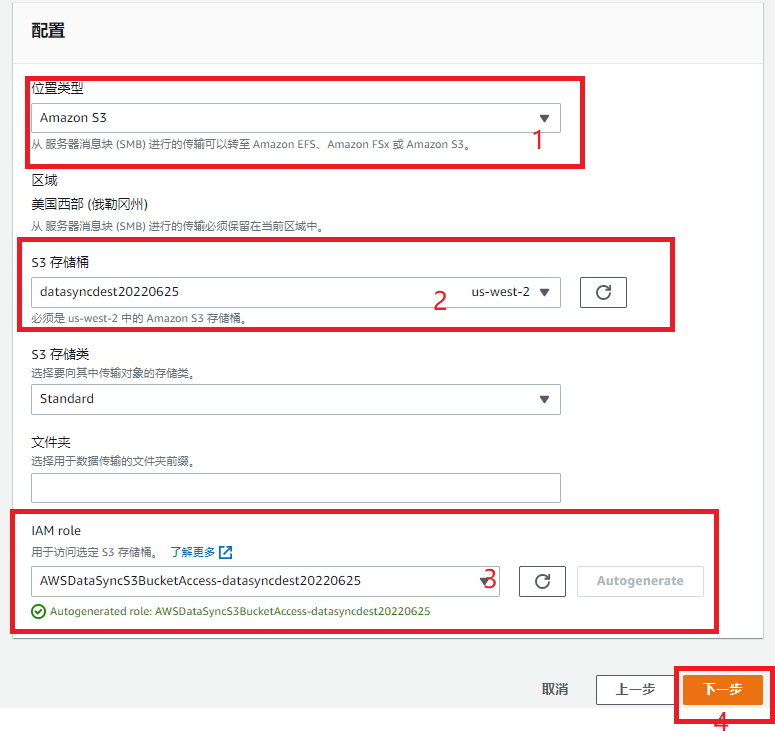 配置
位置类型
Amazon S3
从 服务器消息块 (SMB) 进行的传输可以转至 Amazon EFS、Amazon FSx 或 Amazon S3。
1
区域
美国西部 (俄勒冈州)
从 服务器消息块 (SMB) 进行的传输必须保留在当前区域中。
S3 存储桶
datasyncdest20220625 us-west-2
2
必须是 us-west-2 中的 Amazon S3 存储桶。
S3 存储类
选择要向其中传输对象的存储类。
Standard
文件夹
选择用于数据传输的文件夹前缀。
IAM role
用于访问选定 S3 存储桶。 了解更多
AWSDataSyncS3BucketAccess-datasyncdest20220625 3 Autogenerate
Autogenerated role: AWSDataSyncS3BucketAccess-datasyncdest20220625
取消 上一步 下一步
4